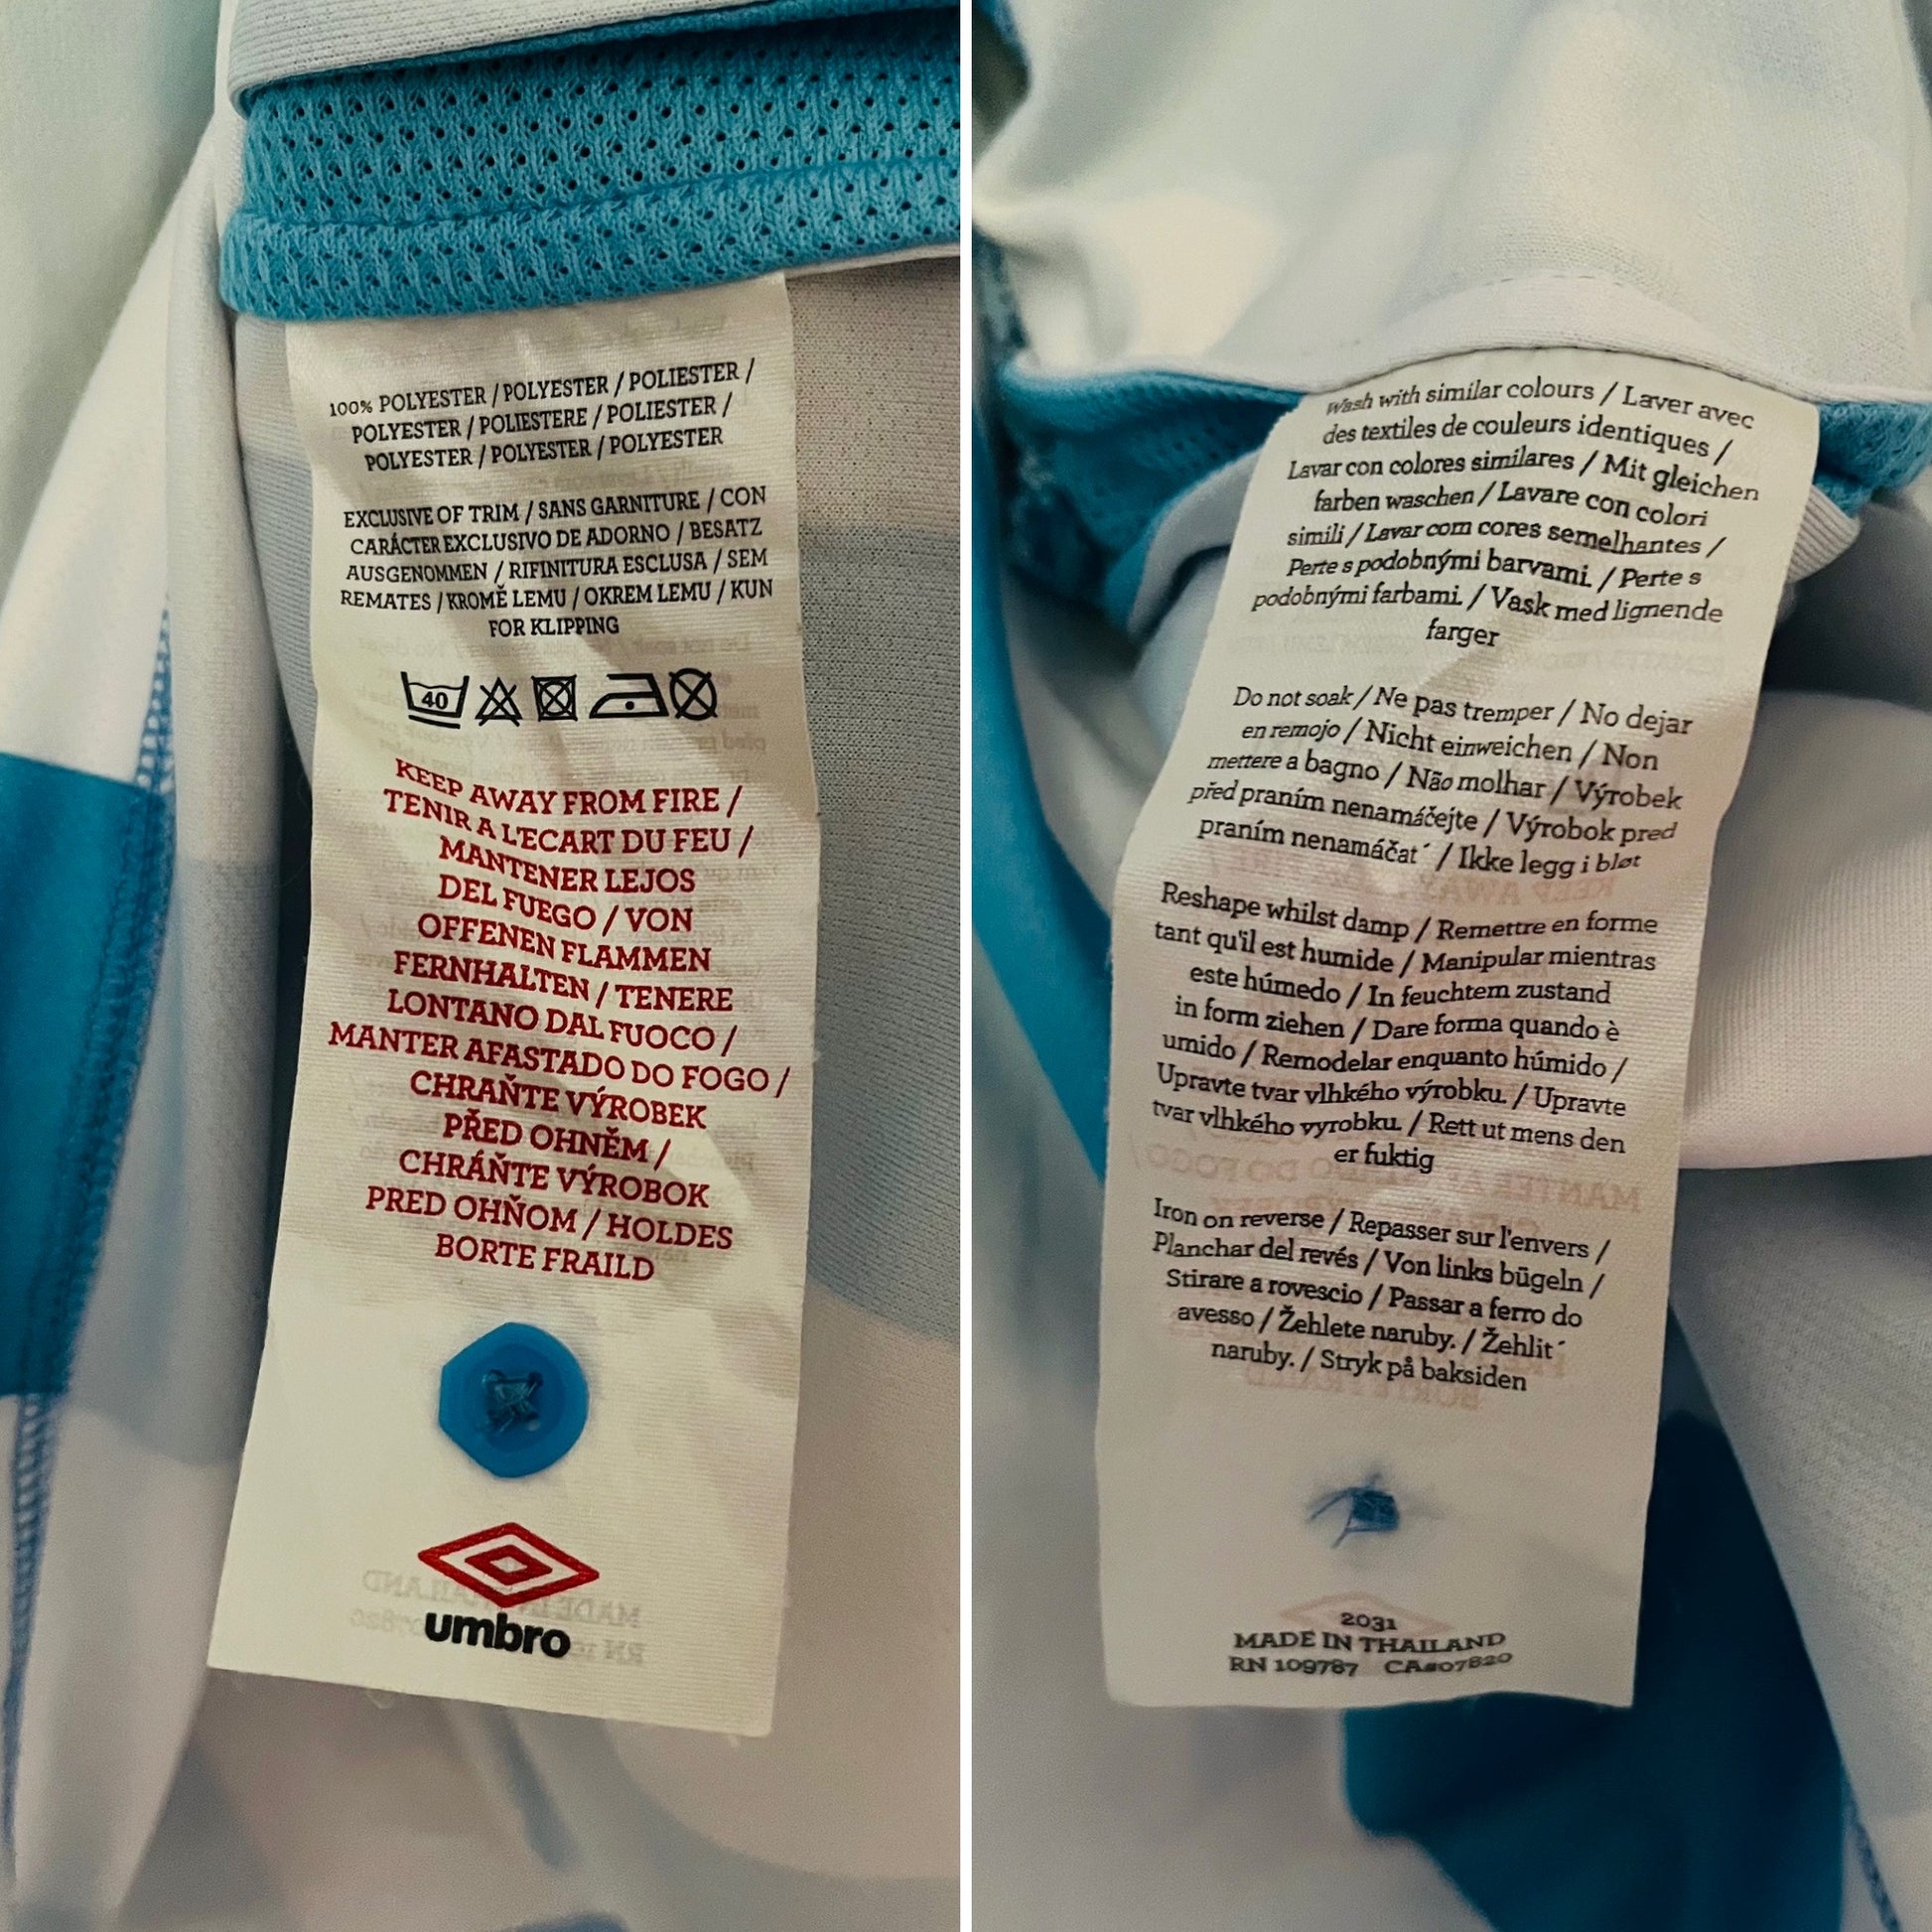 100% POLYESTER / POLYESTER / POLIESTER /
POLYESTER / POLIESTERE / POLIESTER /
POLYESTER / POLYESTER / POLYESTER
EXCLUSIVE OF TRIM / SANS GARNITURE / CON
CARÁCTER EXCLUSIVO DE ADORNO / BESATZ
AUSGENOMMEN / RIFINITURA ESCLUSA / SEM
REMATES / KROMĚ LEMU / OKREM LEMU / KUN
FOR KLIPPING
40
KEEP AWAY FROM FIRE /
TENIR A L'ECART DU FEU /
MANTENER LEJOS
DEL FUEGO / VON
OFFENEN FLAMMEN
FERNHALTEN / TENERE
LONTANO DAL FUOCO /
MANTER AFASTADO DO FOGO /
CHRAŇTE VÝROBEK
PŘED OHNĚM /
CHRÁŇTE VÝROBOK
PRED OHŇOM / HOLDES
BORTE FRAILD
umbro
Wash with similar colours / Laver avec
des textiles de couleurs identiques /
Lavar con colores similares / Mit gleichen
farben waschen / Lavare con colori
simili / Lavar com cores semelhantes /
Perte s podobnými barvami. / Perte s
podobnými farbami. / Vask med lignende
farger
Do not soak / Ne pas tremper / No dejar
en remojo / Nicht einweichen / Non
mettere a bagno / Não molhar / Výrobek
před praním nenamáčejte / Výrobok pred
praním nenamáčat´ / Ikke legg i bløt
Reshape whilst damp / Remettre en forme
tant qu'il est humide / Manipular mientras
este húmedo / In feuchtem zustand
in form ziehen / Dare forma quando è
umido / Remodelar enquanto húmido /
Upravte tvar vlhkého výrobku. / Upravte
tvar vlhkého vyrobku. / Rett ut mens den
er fuktig
Iron on reverse / Repasser sur l'envers /
Planchar del revés / Von links bügeln /
Stirare a rovescio / Passar a ferro do
avesso / Žehlete naruby. / Žehlit´
naruby. / Stryk på baksiden
2031
MADE IN THAILAND
RN 109787